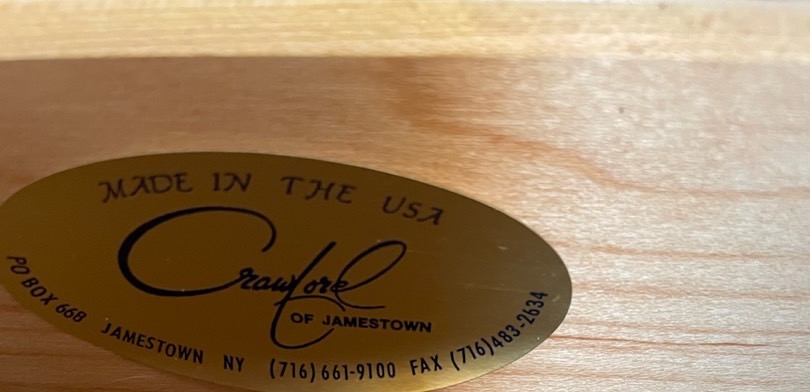 MADE IN THE USA
Crawford
OF JAMESTOWN
PO BOX 668 JAMESTOWN NY (716)661-9100 FAX (716)483-2634